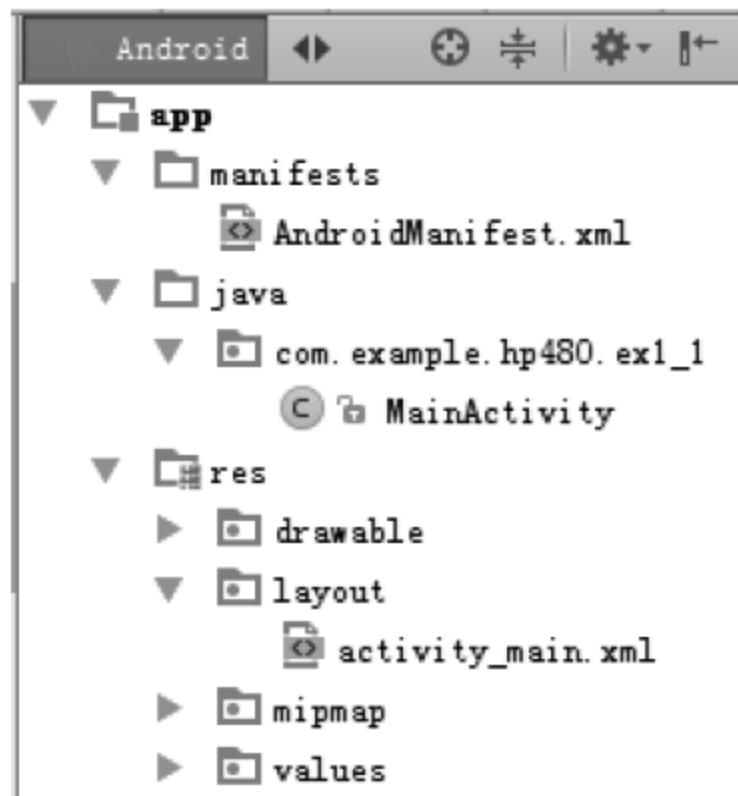 Android
app
manifests
AndroidManifest.xml
java
com.example.hp480.ex1_1
C MainActivity
res
drawable
layout
activity_main.xml
mipmap
values